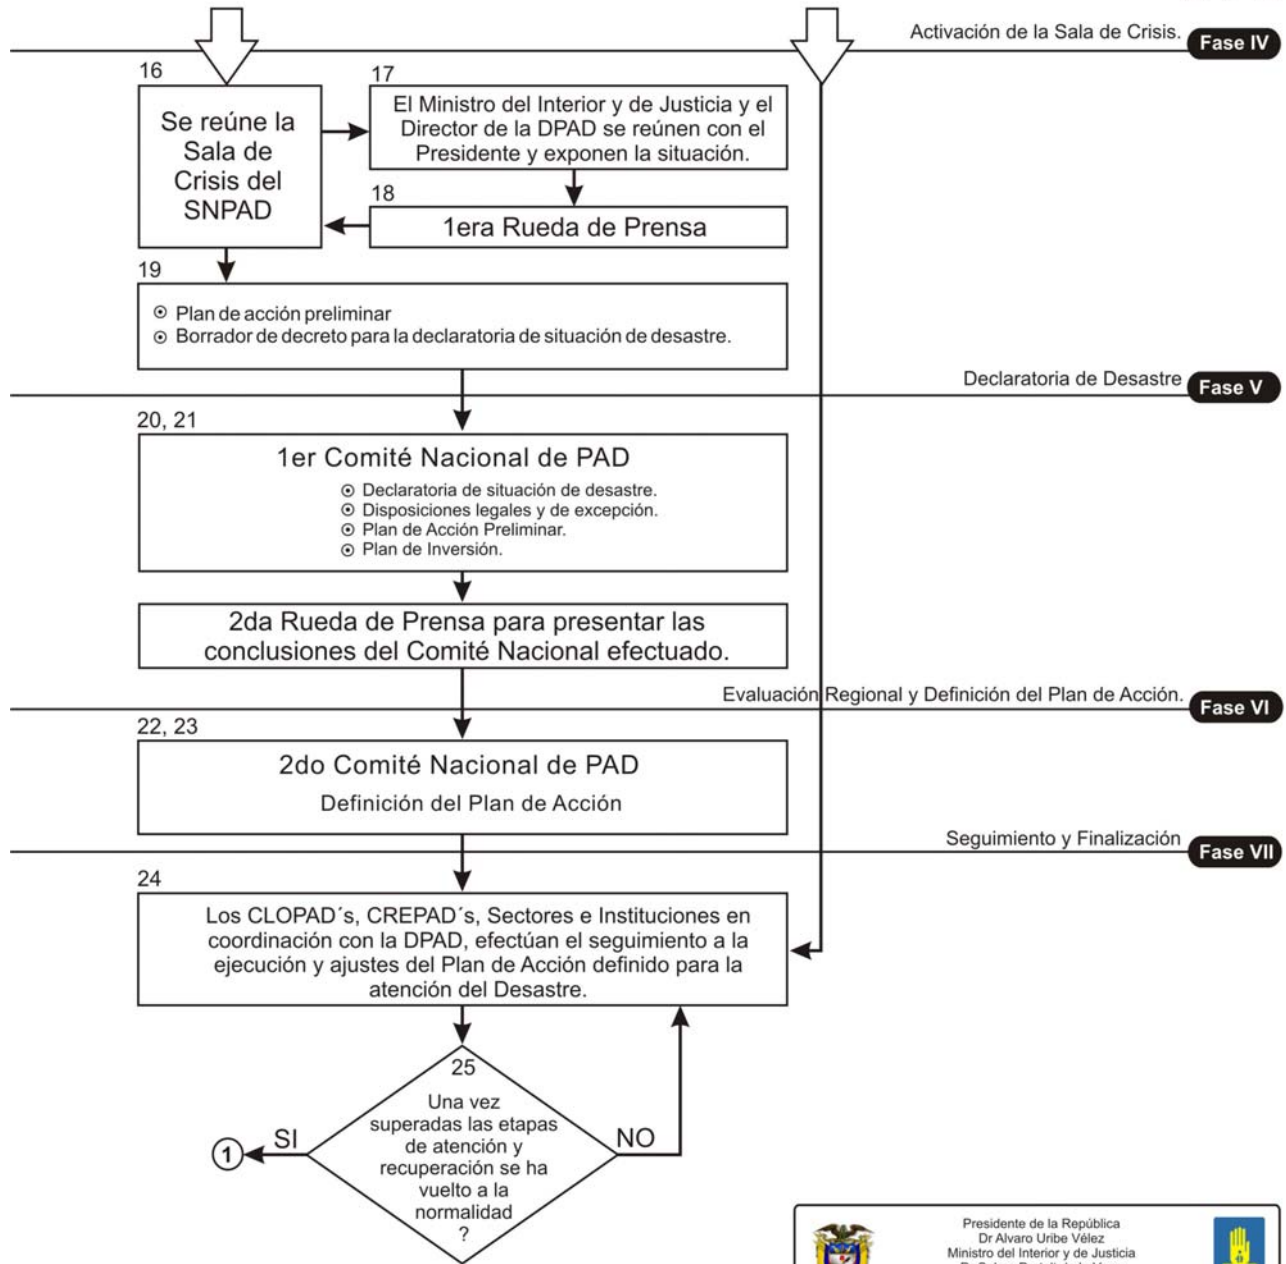 Activación de la Sala de Crisis.
Fase IV
16
Se reúne la
Sala de
Crisis del
SNPAD
17
El Ministro del Interior y de Justicia y el
Director de la DPAD se reúnen con el
Presidente y exponen la situación.
18
1era Rueda de Prensa
19
Plan de acción preliminar
Borrador de decreto para la declaratoria de situación de desastre.
Declaratoria de Desastre
Fase V
20, 21
1er Comité Nacional de PAD
Declaratoria de situación de desastre.
Disposiciones legales y de excepción.
Plan de Acción Preliminar.
Plan de Inversión.
2da Rueda de Prensa para presentar las
conclusiones del Comité Nacional efectuado.
Evaluación Regional y Definición del Plan de Acción.
Fase VI
22, 23
2do Comité Nacional de PAD
Definición del Plan de Acción
Seguimiento y Finalización
Fase VII
24
Los CLOPAD´s, CREPAD´s, Sectores e Instituciones en
coordinación con la DPAD, efectúan el seguimiento a la
ejecución y ajustes del Plan de Acción definido para la
atención del Desastre.
25
Una vez
superadas las etapas
de atención y
recuperación se ha
vuelto a la
normalidad
?
SI
1
NO
Presidente de la República
Dr Alvaro Uribe Vélez
Ministro del Interior y de Justicia